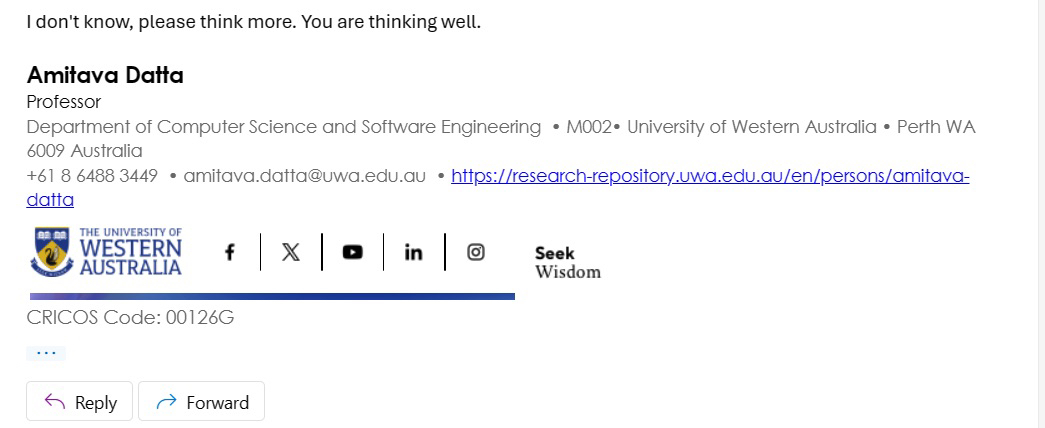 I don't know, please think more. You are thinking well.
Amitava Datta
Professor
Department of Computer Science and Software Engineering • M002• University of Western Australia • Perth WA
6009 Australia
+61 8 6488 3449 • amitava.datta@uwa.edu.au • https://research-repository.uwa.edu.au/en/persons/amitava-
datta
THE UNIVERSITY OF
WESTERN
AUSTRALIA
Seek
Wisdom
CRICOS Code: 00126G
...
Reply
Forward